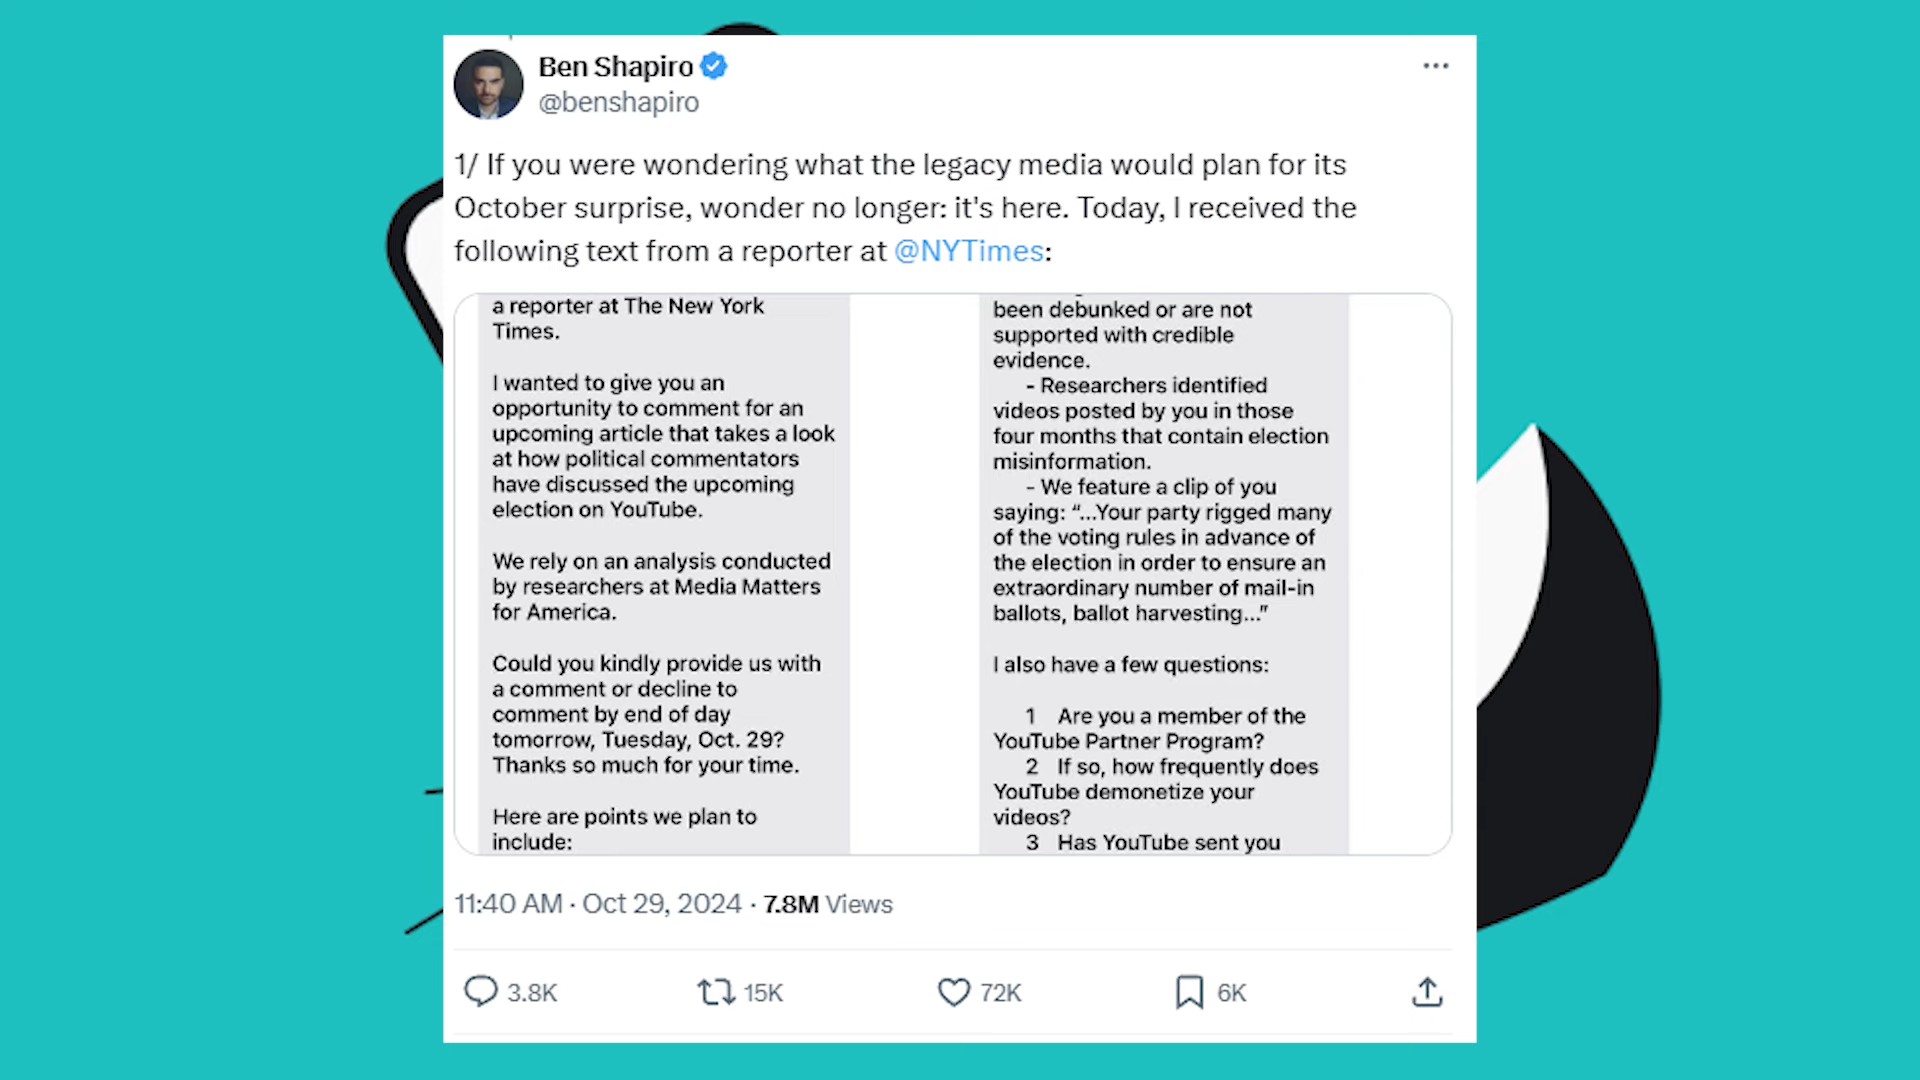 Ben Shapiro
@benshapiro
1/ If you were wondering what the legacy media would plan for its
October surprise, wonder no longer: it's here. Today, I received the
following text from a reporter at @NYTimes:
a reporter at The New York
Times.
I wanted to give you an
opportunity to comment for an
upcoming article that takes a look
at how political commentators
have discussed the upcoming
election on YouTube.
We rely on an analysis conducted
by researchers at Media Matters
for America.
Could you kindly provide us with
a comment or decline to
comment by end of day
tomorrow, Tuesday, Oct. 29?
Thanks so much for your time.
Here are points we plan to
include:
been debunked or are not
supported with credible
evidence.
- Researchers identified
videos posted by you in those
four months that contain election
misinformation.
- We feature a clip of you
saying: “...Your party rigged many
of the voting rules in advance of
the election in order to ensure an
extraordinary number of mail-in
ballots, ballot harvesting...”
I also have a few questions:
1 Are you a member of the
YouTube Partner Program?
2 If so, how frequently does
YouTube demonetize your
videos?
3 Has YouTube sent you
11:40 AM · Oct 29, 2024 · 7.8M Views
3.8K 15K 72K 6K